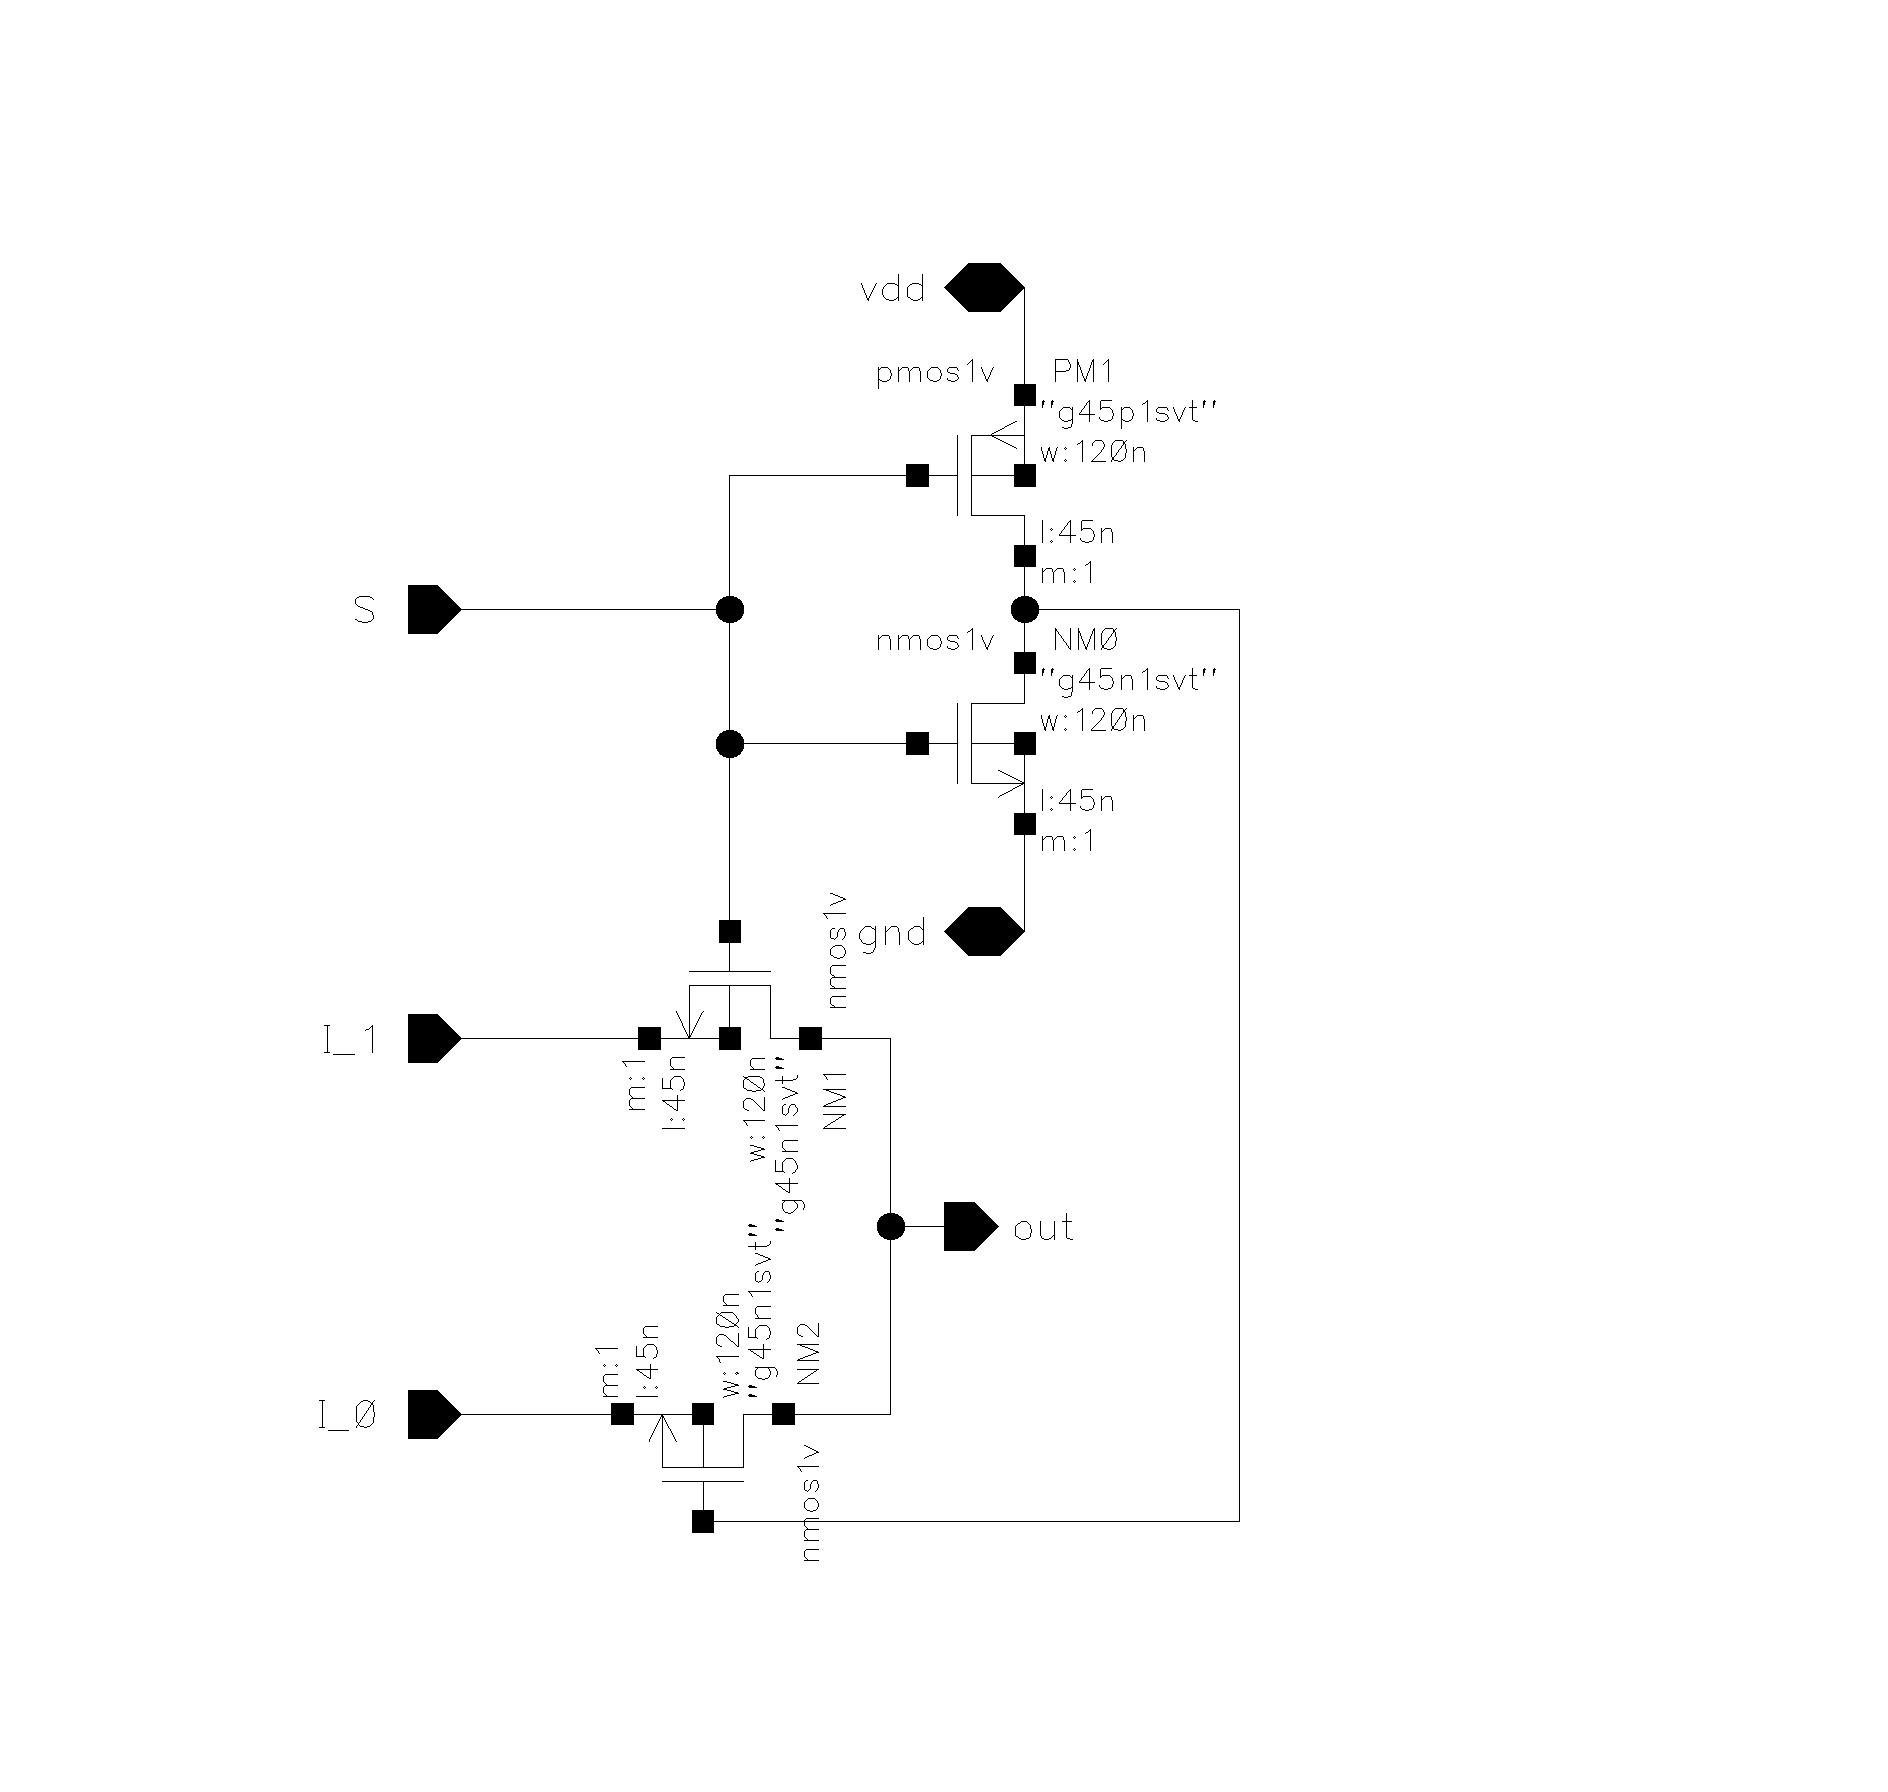 vdd
pmos1v
PM1
"g45p1svt"
w:120n
l:45n
m:1
S
nmos1v
NM0
"g45n1svt"
w:120n
l:45n
m:1
gnd
nmos1v
I_1
m:1
l:45n
w:120n
"g45n1svt"
NM1
out
m:1
l:45n
w:120n
"g45n1svt"
NM2
I_0
nmos1v